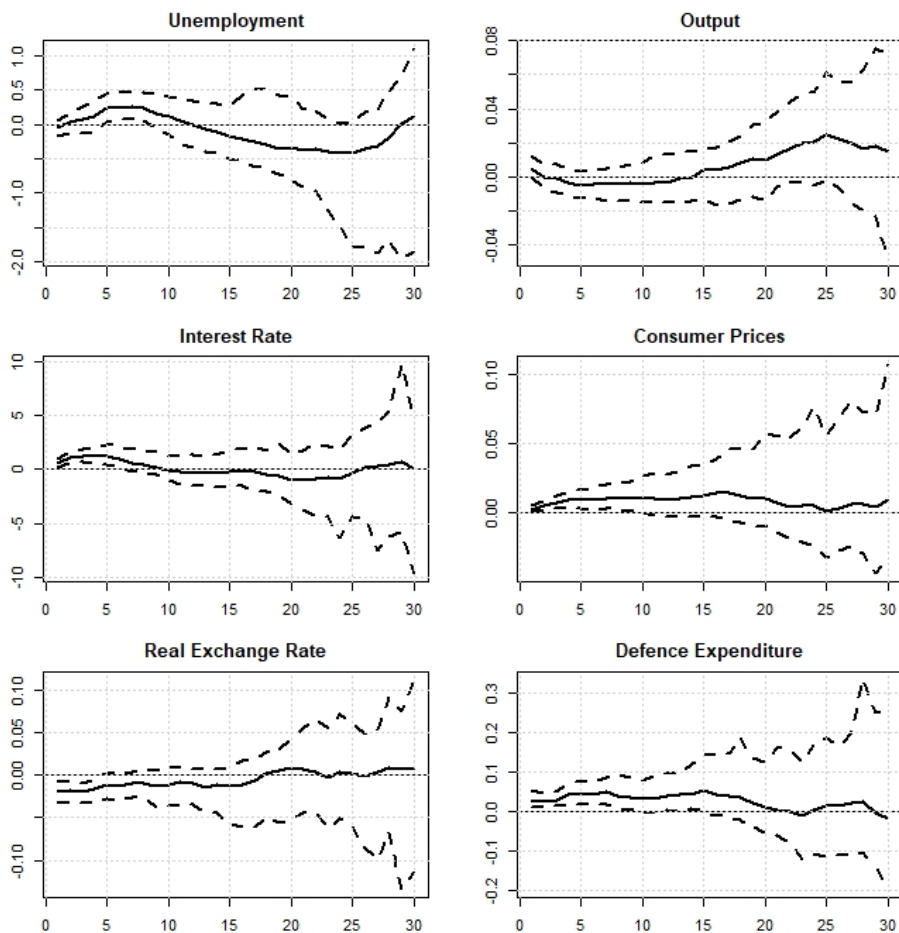 Unemployment
1.0
0.5
0.0
-1.0
-2.0
0 5 10 15 20 25 30
Output
0.08
0.04
0.00
-0.04
0 5 10 15 20 25 30
Interest Rate
10
5
0
-5
-10
0 5 10 15 20 25 30
Consumer Prices
0.10
0.05
0.00
0 5 10 15 20 25 30
Real Exchange Rate
0.10
0.05
0.00
-0.10
0 5 10 15 20 25 30
Defence Expenditure
0.3
0.2
0.1
0.0
-0.1
-0.2
0 5 10 15 20 25 30